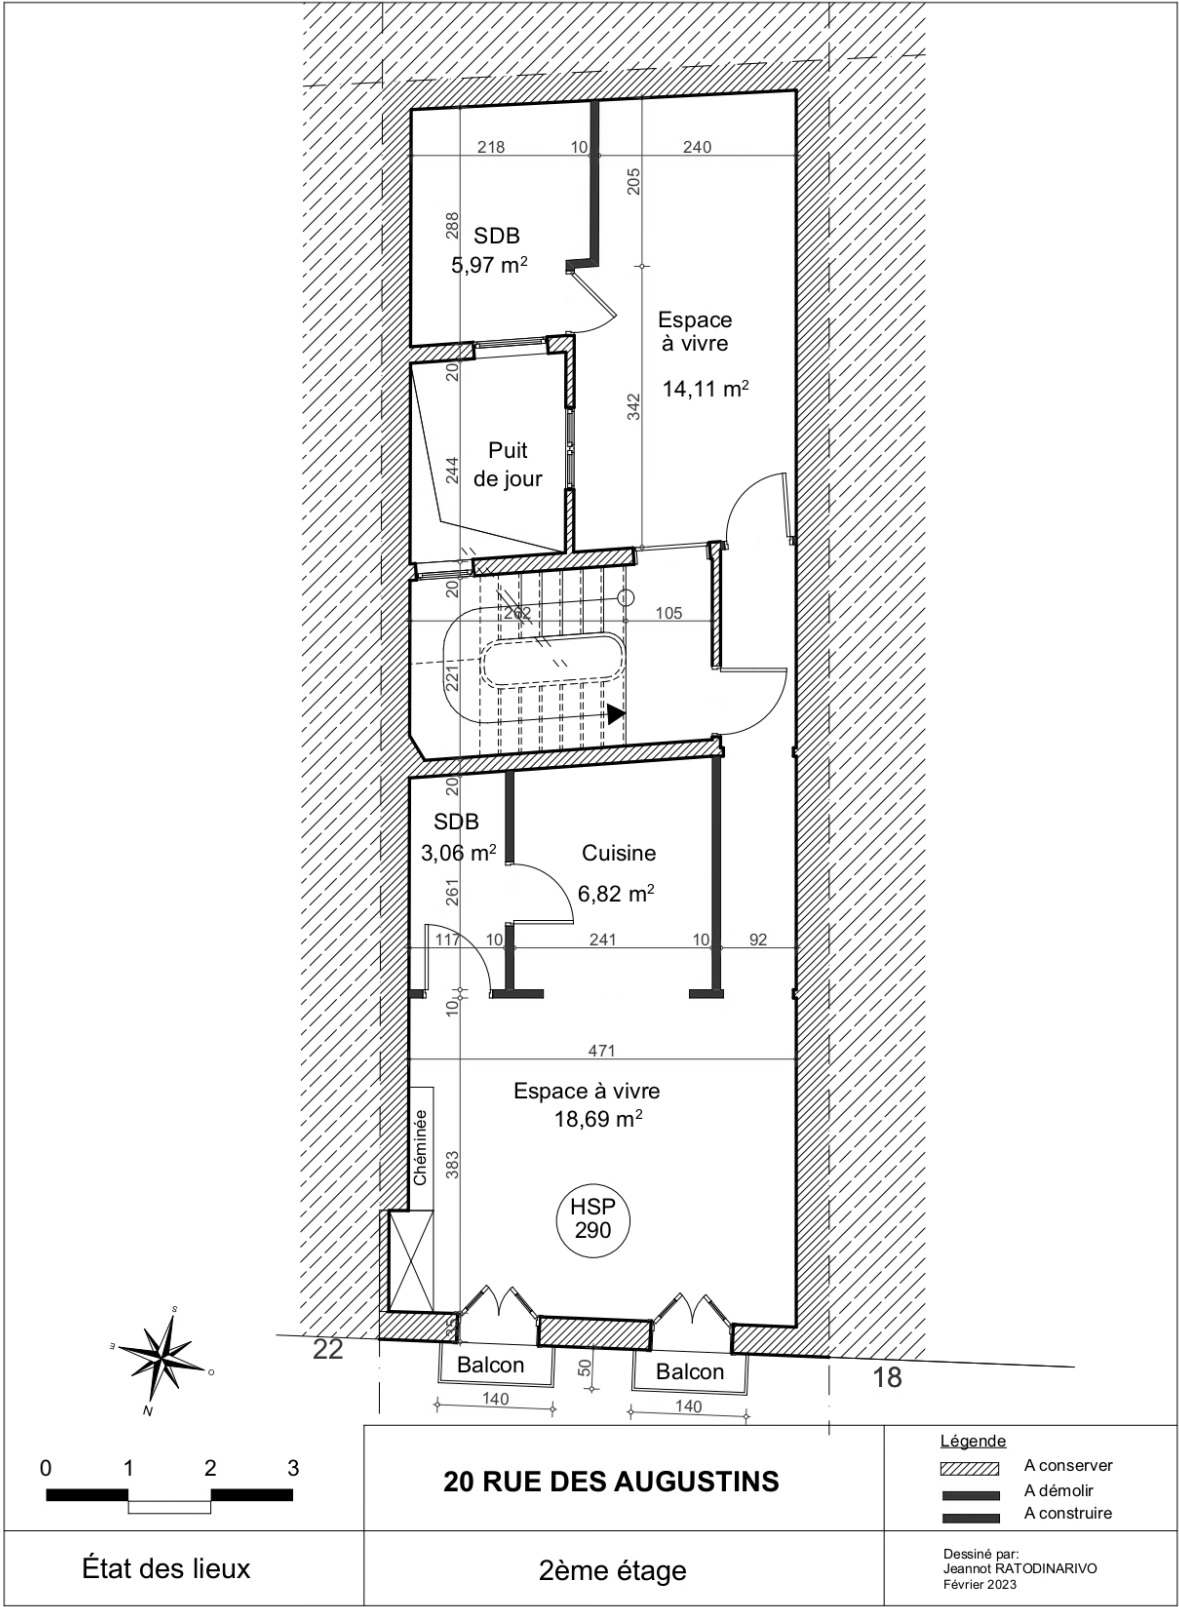 218
10
240
205
288
SDB
5,97 m²
Espace
à vivre
14,11 m²
20
342
Puit
de jour
244
20
262
105
221
20
SDB
3,06 m²
Cuisine
6,82 m²
261
117
10
241
10
92
10
471
Espace à vivre
18,69 m²
Chéminée
383
HSP
290
35
22
Balcon
50
Balcon
18
140
140
S
E
O
N
0 1 2 3
20 RUE DES AUGUSTINS
Légende
A conserver
A démolir
A construire
État des lieux
2ème étage
Dessiné par:
Jeannot RATODINARIVO
Février 2023